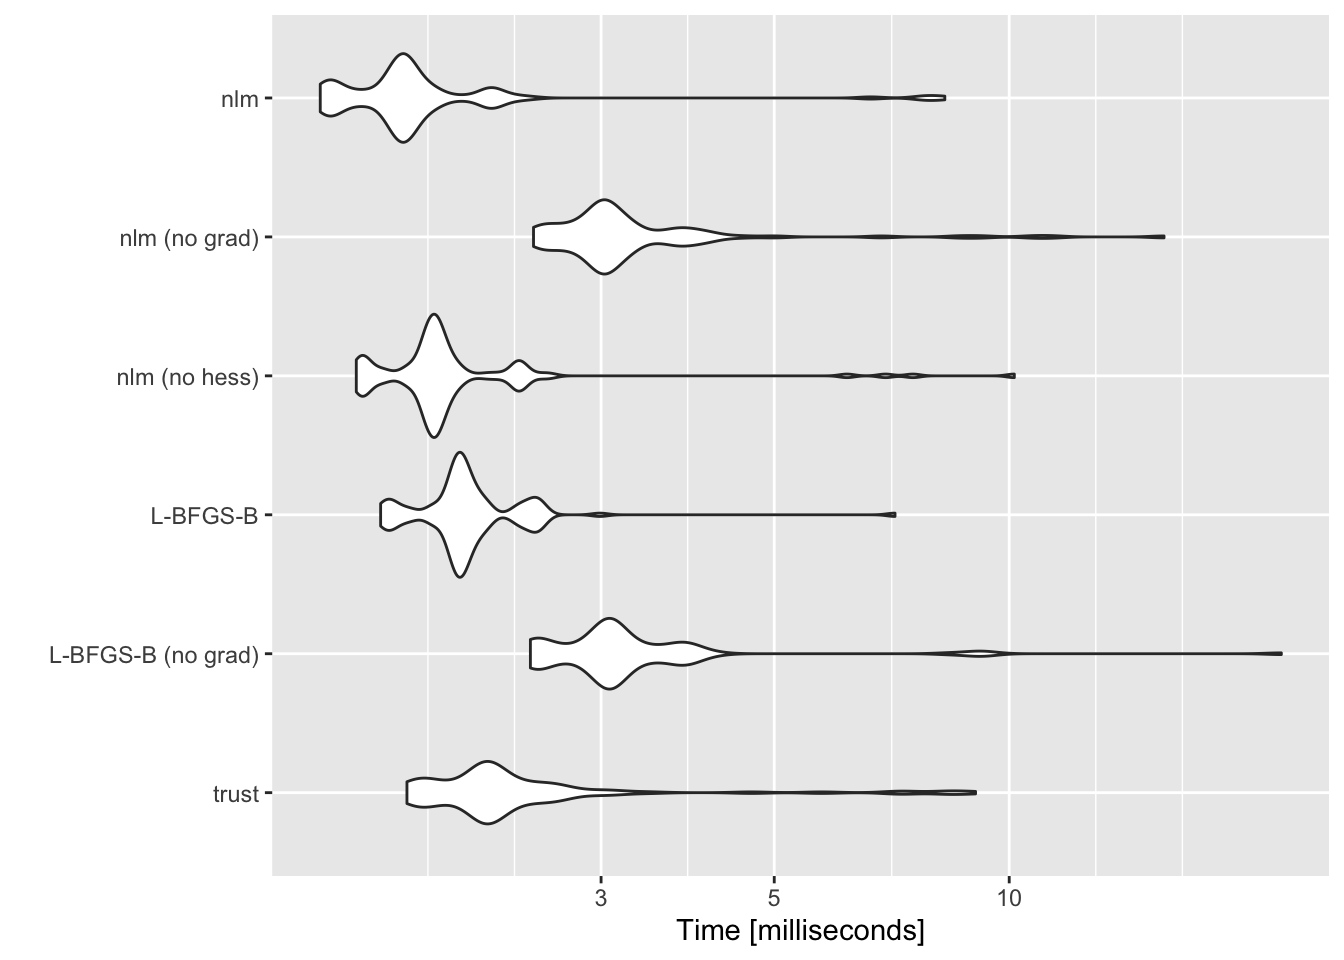 nlm
nlm (no grad)
nlm (no hess)
L-BFGS-B
L-BFGS-B (no grad)
trust
3 5 10
Time [milliseconds]